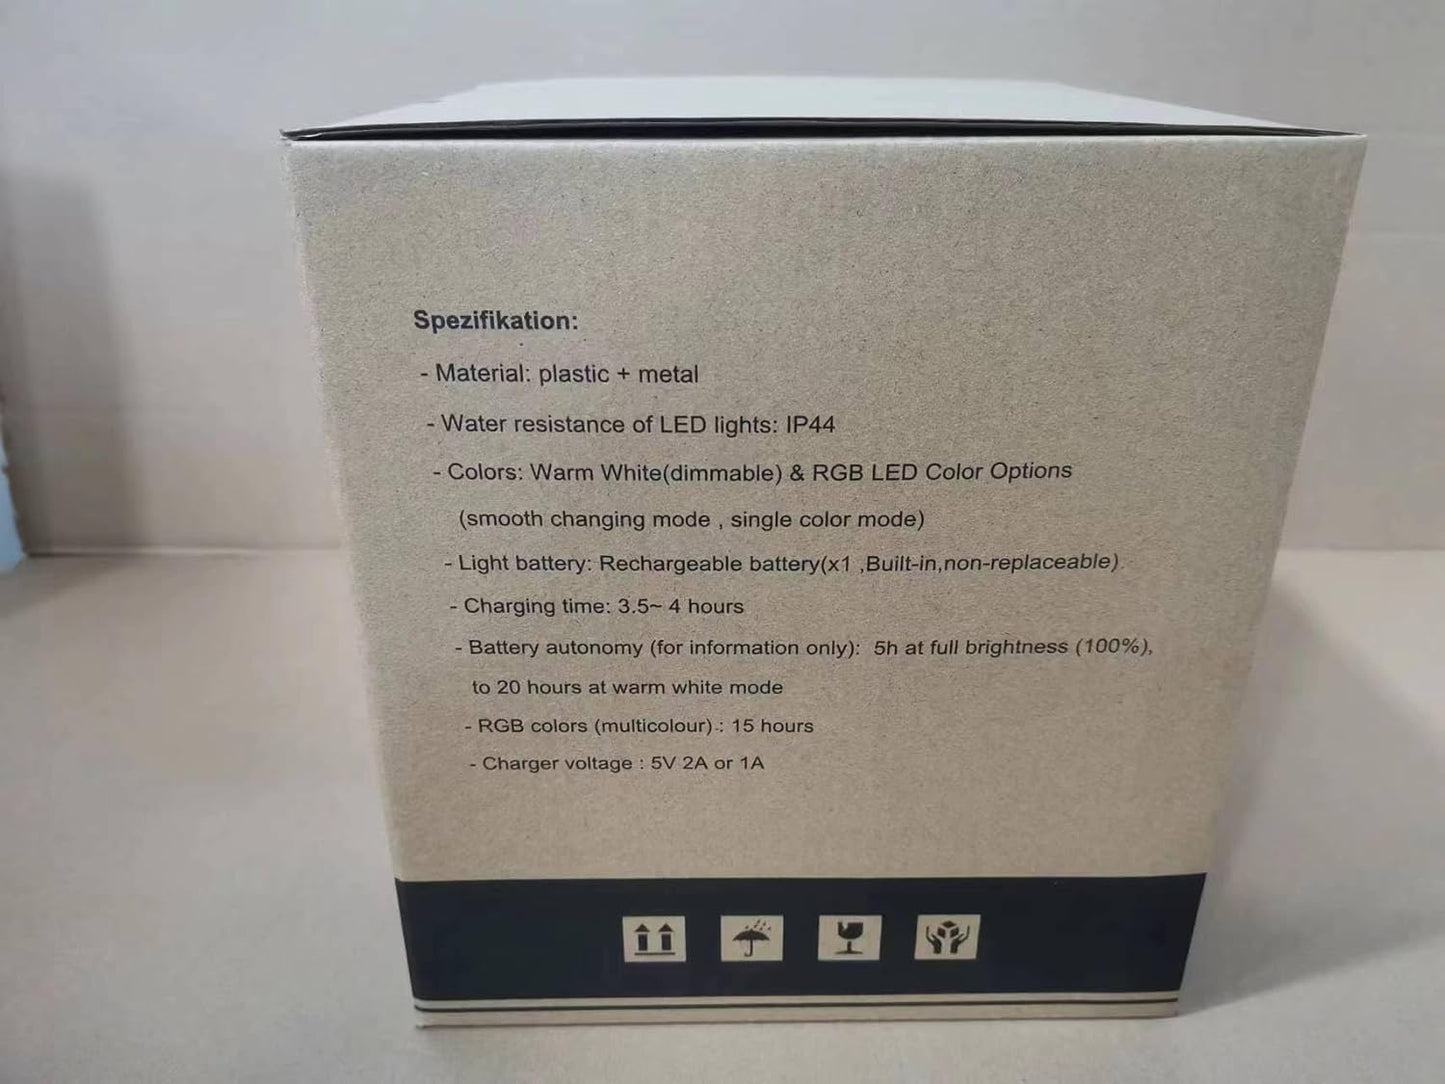 Spezifikation:
- Material: plastic + metal
- Water resistance of LED lights: IP44
- Colors: Warm White(dimmable) & RGB LED Color Options
(smooth changing mode , single color mode)
- Light battery: Rechargeable battery(x1 ,Built-in,non-replaceable)
- Charging time: 3.5~ 4 hours
- Battery autonomy (for information only): 5h at full brightness (100%),
to 20 hours at warm white mode
- RGB colors (multicolour) : 15 hours
- Charger voltage : 5V 2A or 1A